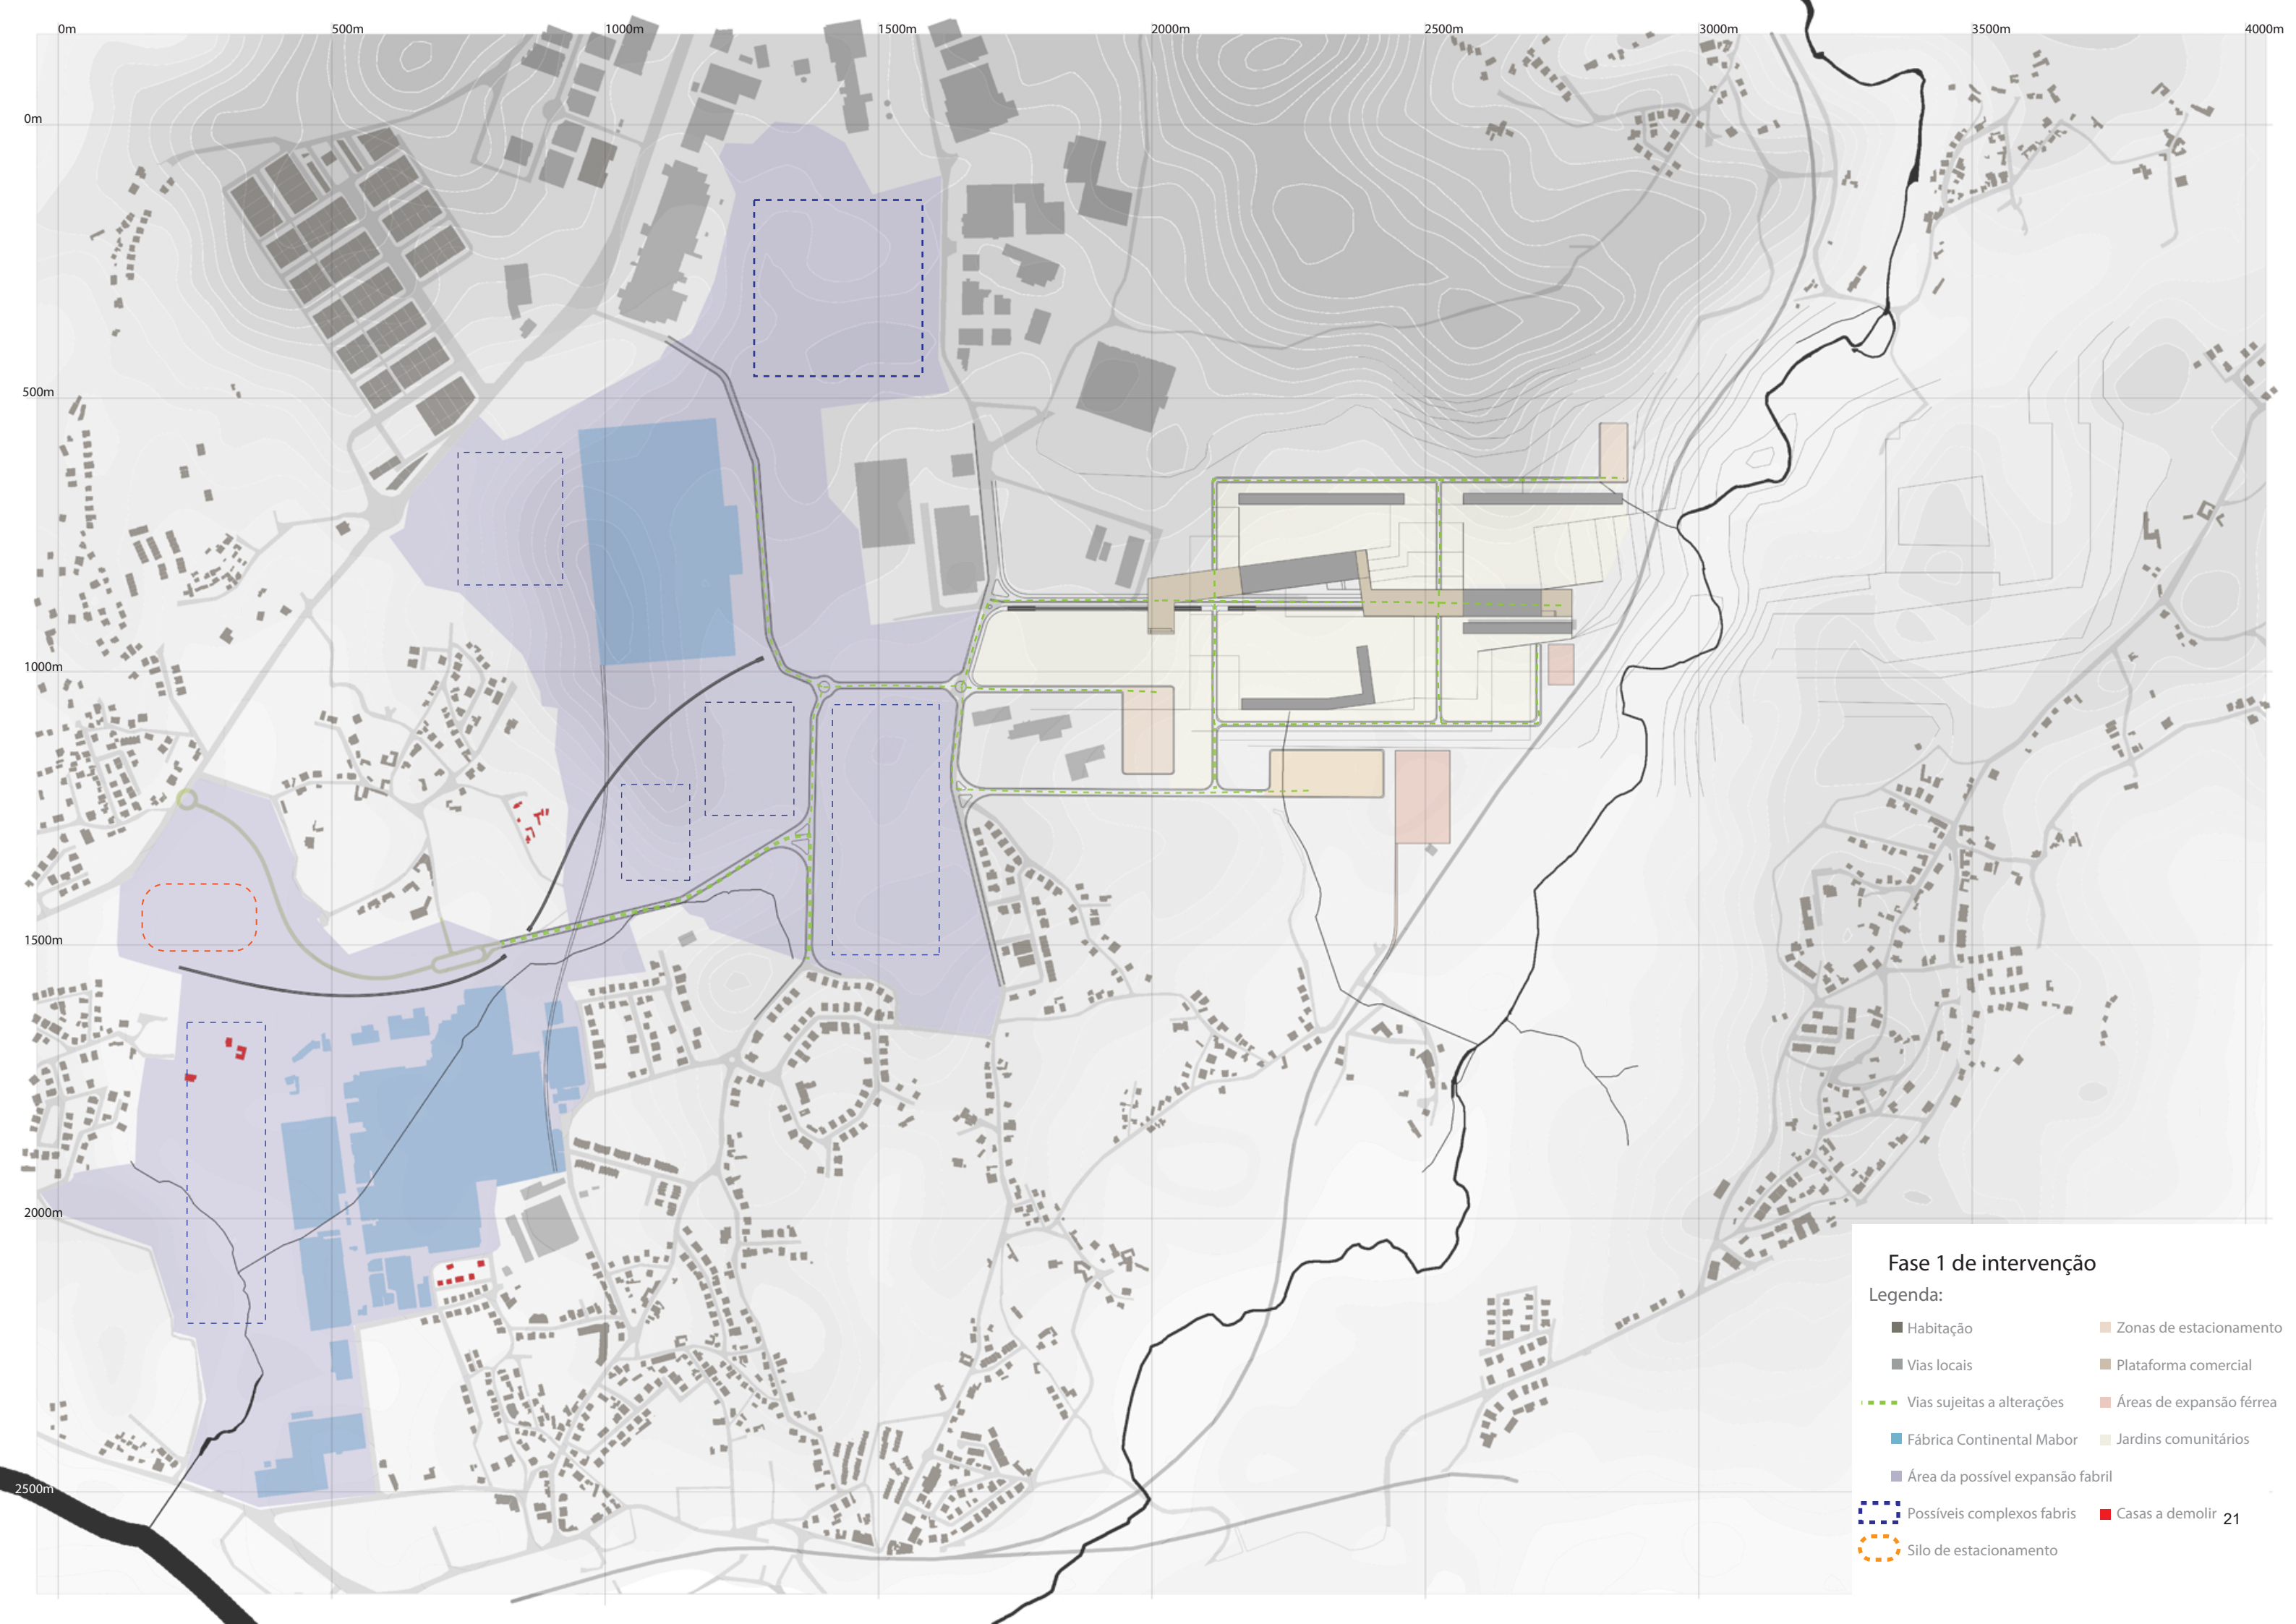 0m 500m 1000m 1500m 2000m 2500m 3000m 3500m 4000m
0m
500m
1000m
1500m
2000m
2500m
Fase 1 de intervenção
Legenda:
Habitação
Zonas de estacionamento
Vias locais
Plataforma comercial
Vias sujeitas a alterações
Áreas de expansão férrea
Fábrica Continental Mabor
Jardins comunitários
Área da possível expansão fabril
Possíveis complexos fabris
Casas a demolir
21
Silo de estacionamento